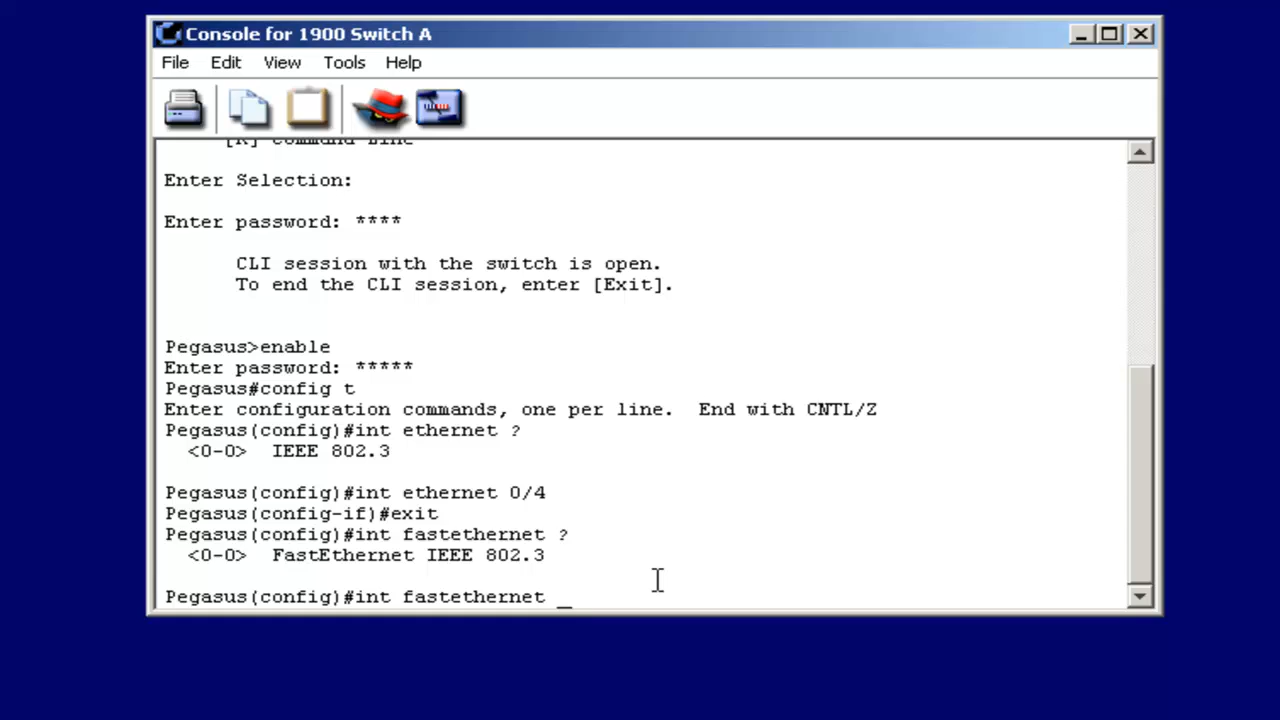 Console for 1900 Switch A
File Edit View Tools Help
[K] Command Line
Enter Selection:
Enter password: ****
CLI session with the switch is open.
To end the CLI session, enter [Exit].
Pegasus>enable
Enter password: *****
Pegasus#config t
Enter configuration commands, one per line. End with CNTL/Z
Pegasus(config)#int ethernet ?
<0-0> IEEE 802.3
Pegasus(config)#int ethernet 0/4
Pegasus(config-if)#exit
Pegasus(config)#int fastethernet ?
<0-0> FastEthernet IEEE 802.3
Pegasus(config)#int fastethernet _